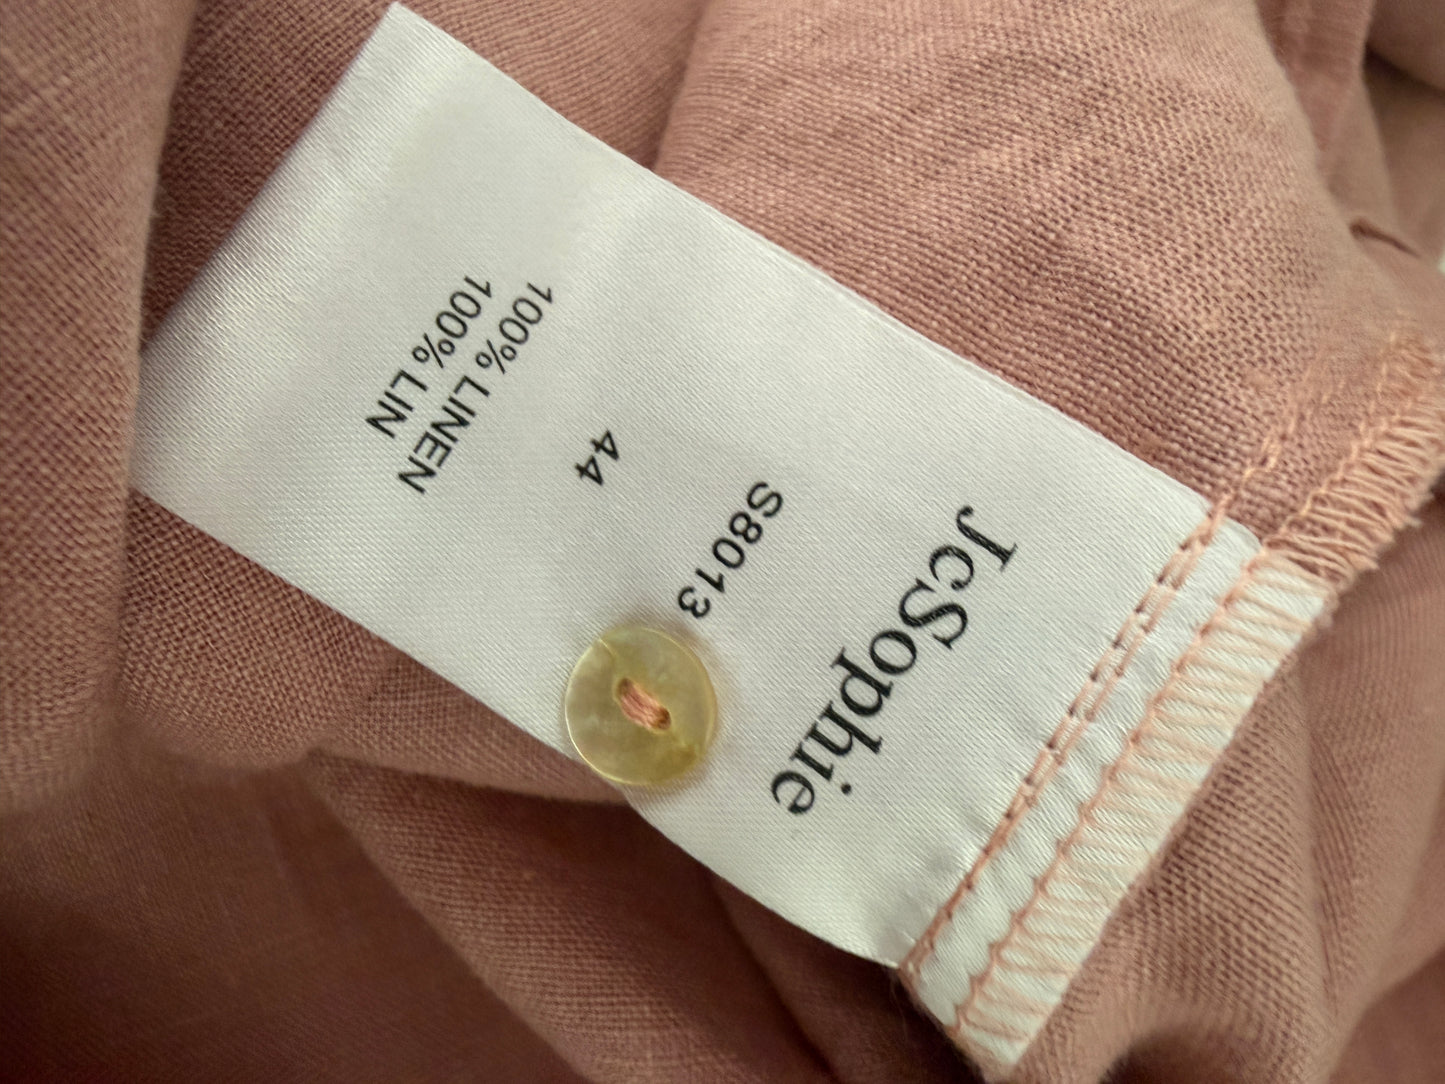 JcSophie
S8013
44
100% LINEN
100% LIN